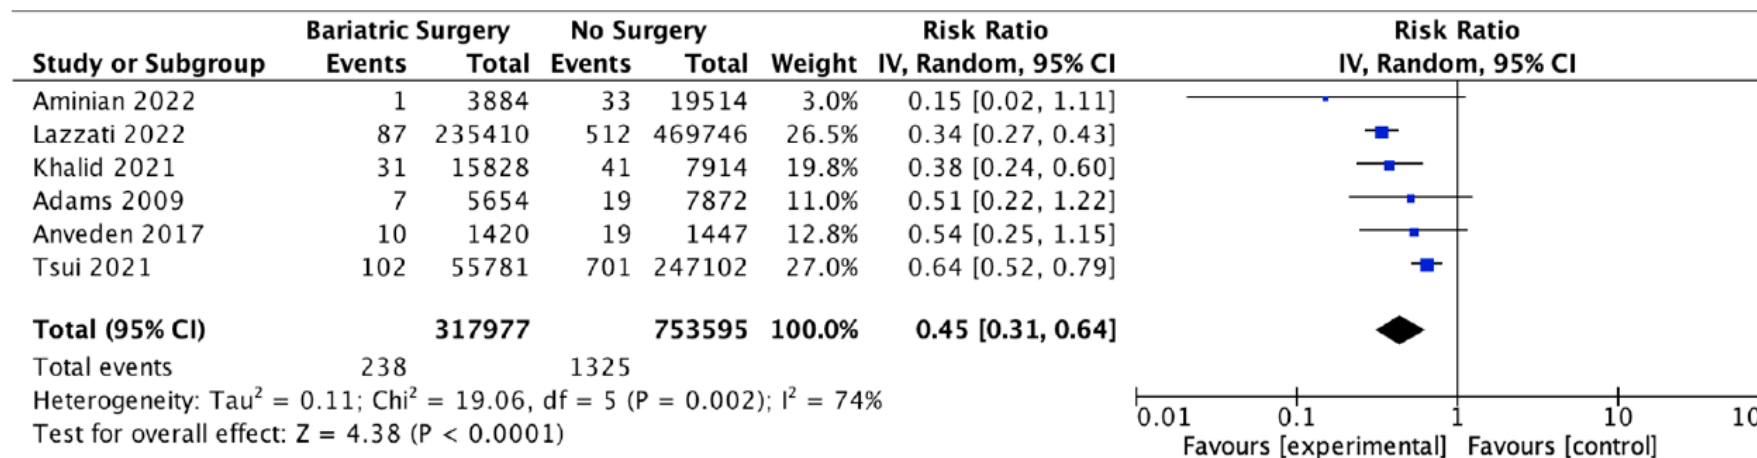 Bariatric Surgery No Surgery Risk Ratio Risk Ratio
Study or Subgroup Events Total Events Total Weight IV, Random, 95% CI IV, Random, 95% CI
Aminian 2022 1 3884 33 19514 3.0% 0.15 [0.02, 1.11]
Lazzati 2022 87 235410 512 469746 26.5% 0.34 [0.27, 0.43]
Khalid 2021 31 15828 41 7914 19.8% 0.38 [0.24, 0.60]
Adams 2009 7 5654 19 7872 11.0% 0.51 [0.22, 1.22]
Anveden 2017 10 1420 19 1447 12.8% 0.54 [0.25, 1.15]
Tsui 2021 102 55781 701 247102 27.0% 0.64 [0.52, 0.79]
Total (95% CI) 317977 753595 100.0% 0.45 [0.31, 0.64]
Total events 238 1325
Heterogeneity: Tau² = 0.11; Chi² = 19.06, df = 5 (P = 0.002); I² = 74%
Test for overall effect: Z = 4.38 (P < 0.0001)
0.01 0.1 1 10
Favours [experimental] Favours [control]